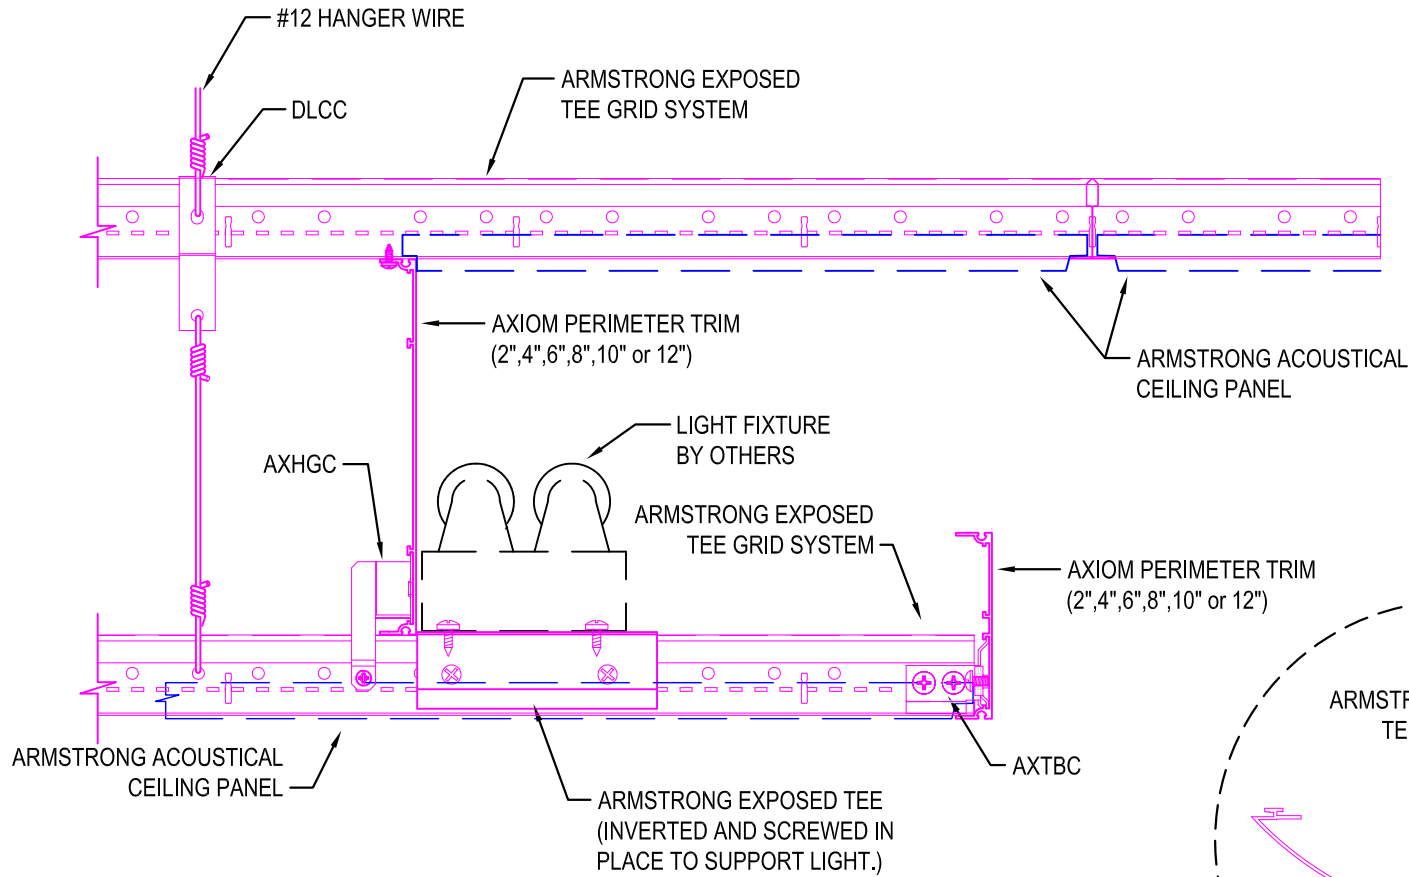 #12 HANGER WIRE
DLCC
ARMSTRONG EXPOSED
TEE GRID SYSTEM
AXIOM PERIMETER TRIM
(2",4",6",8",10" or 12")
ARMSTRONG ACOUSTICAL
CEILING PANEL
LIGHT FIXTURE
BY OTHERS
AXHGC
ARMSTRONG EXPOSED
TEE GRID SYSTEM
AXIOM PERIMETER TRIM
(2",4",6",8",10" or 12")
ARMSTRONG ACOUSTICAL
CEILING PANEL
AXTBC
ARMSTRONG EXPOSED TEE
(INVERTED AND SCREWED IN
PLACE TO SUPPORT LIGHT.)